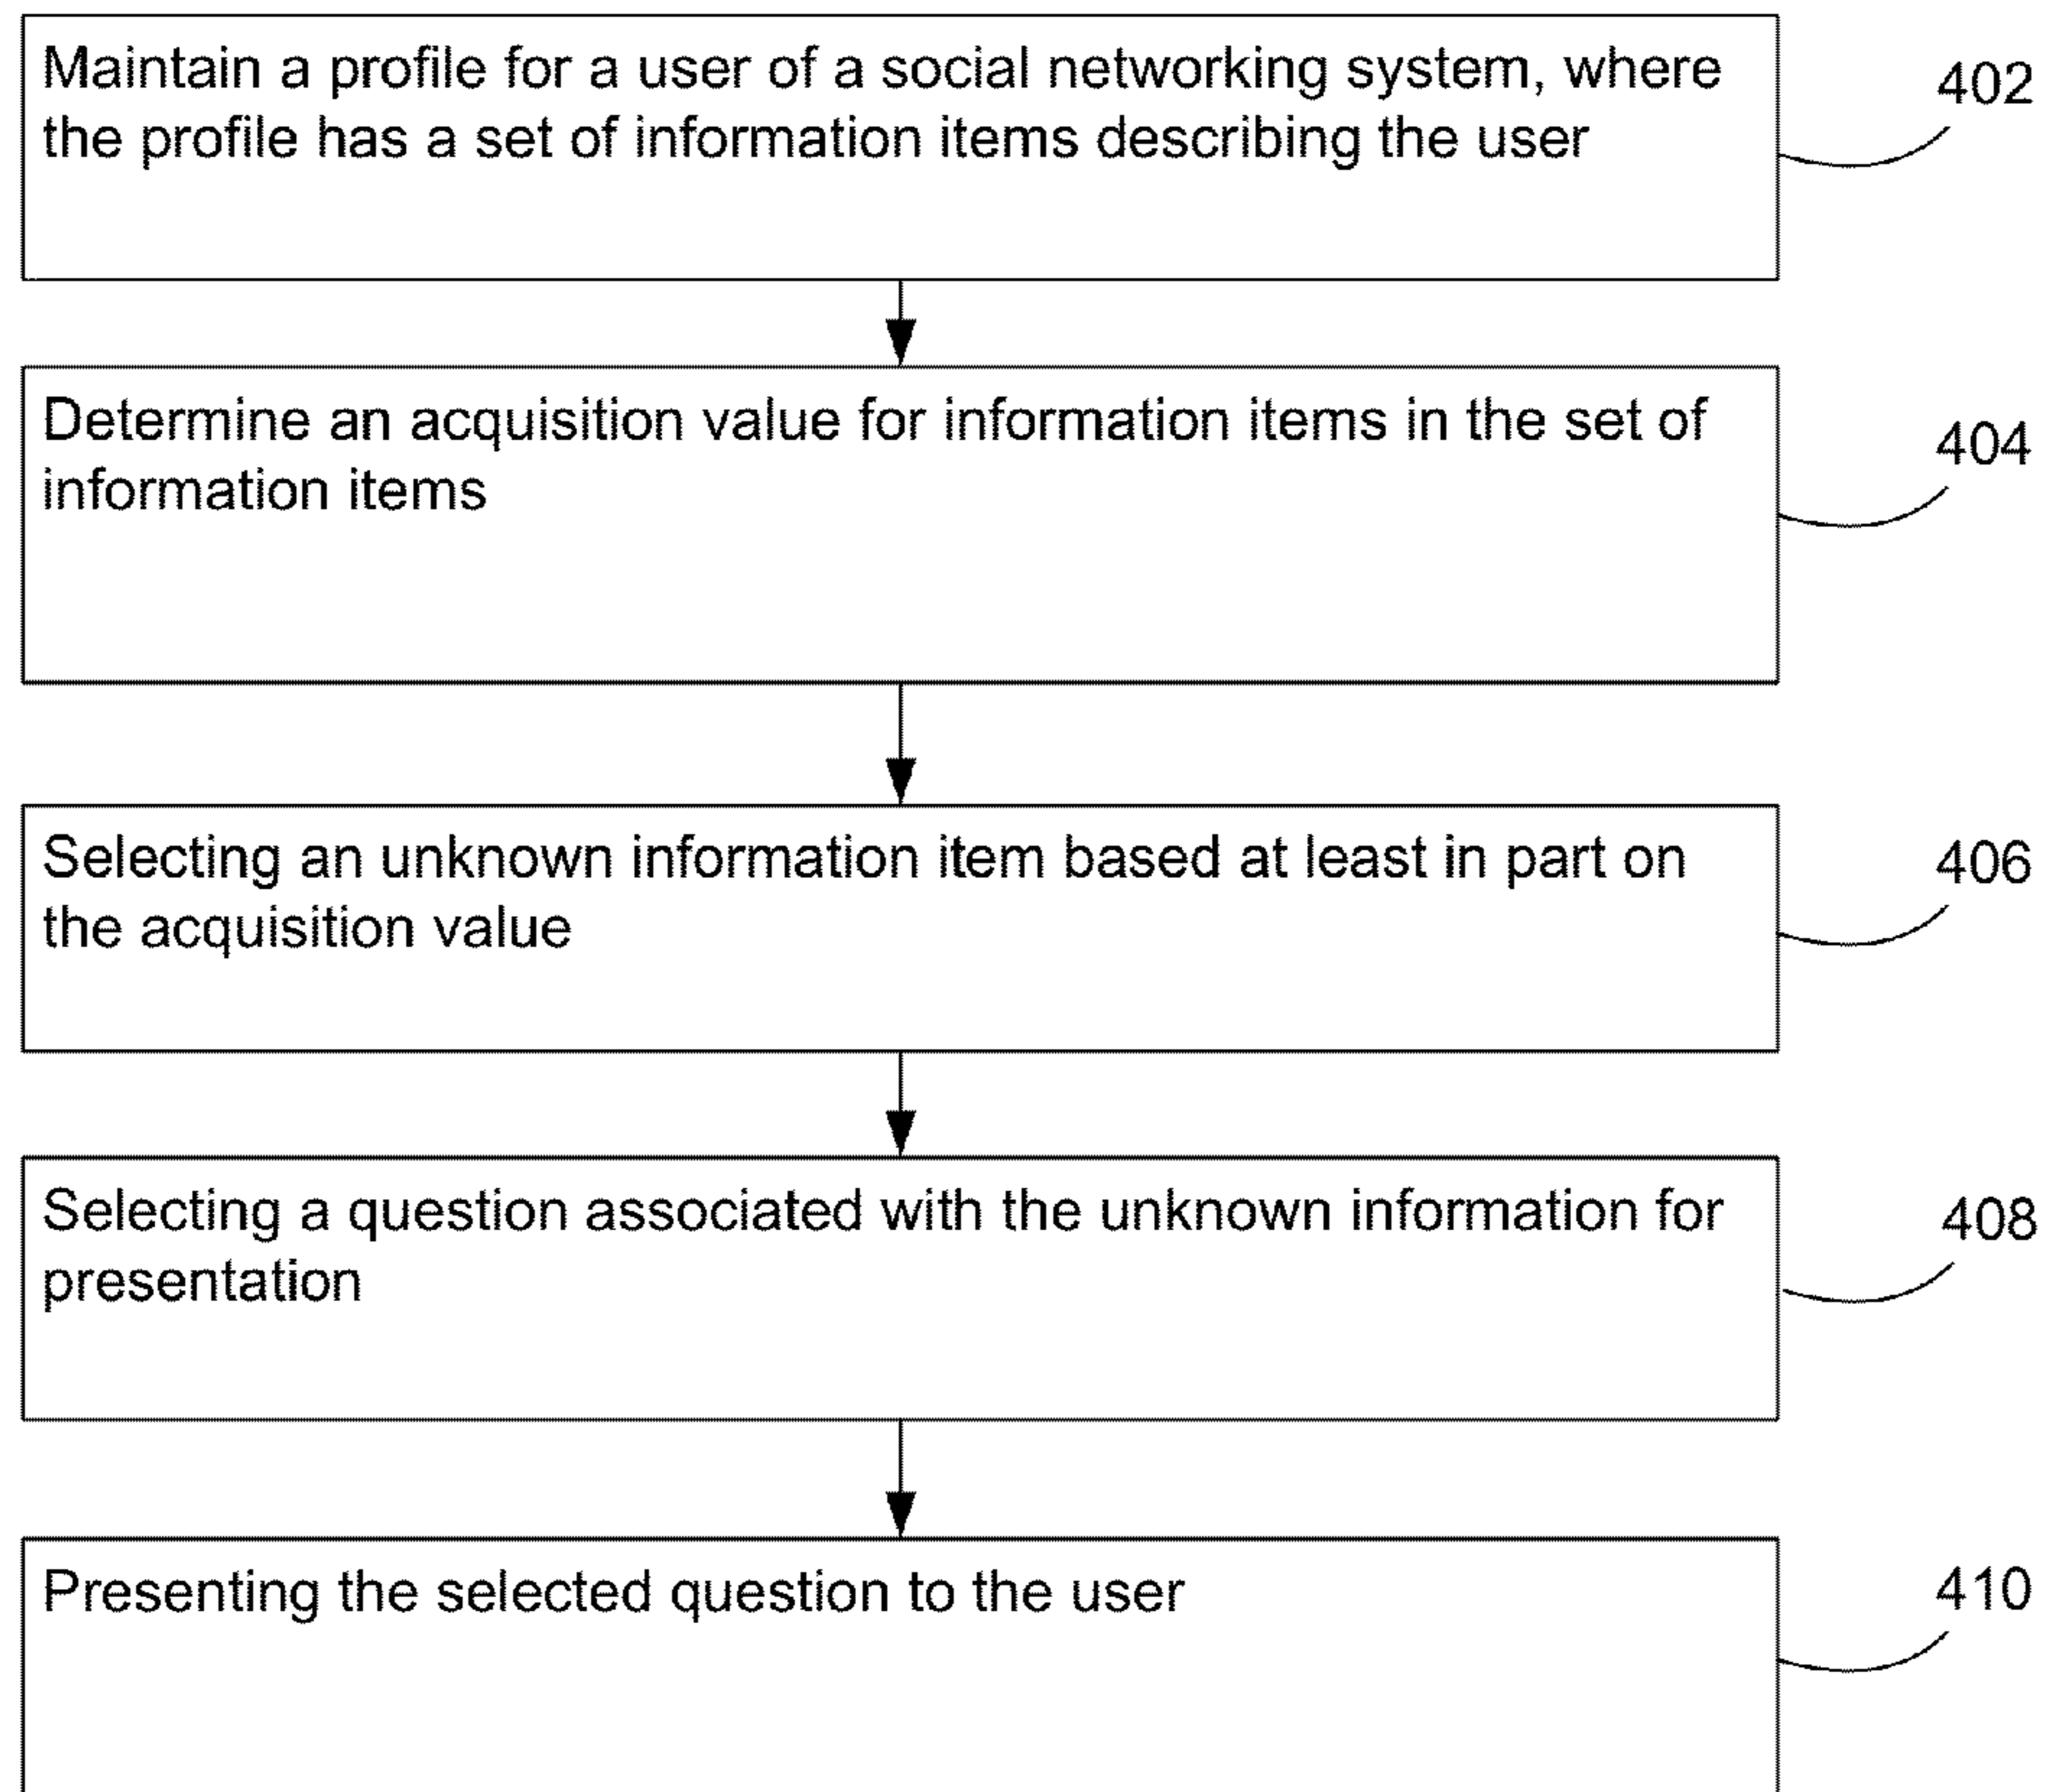 Maintain a profile for a user of a social networking system, where
the profile has a set of information items describing the user
402
Determine an acquisition value for information items in the set of
information items
404
Selecting an unknown information item based at least in part on
the acquisition value
406
Selecting a question associated with the unknown information for
presentation
408
Presenting the selected question to the user
410